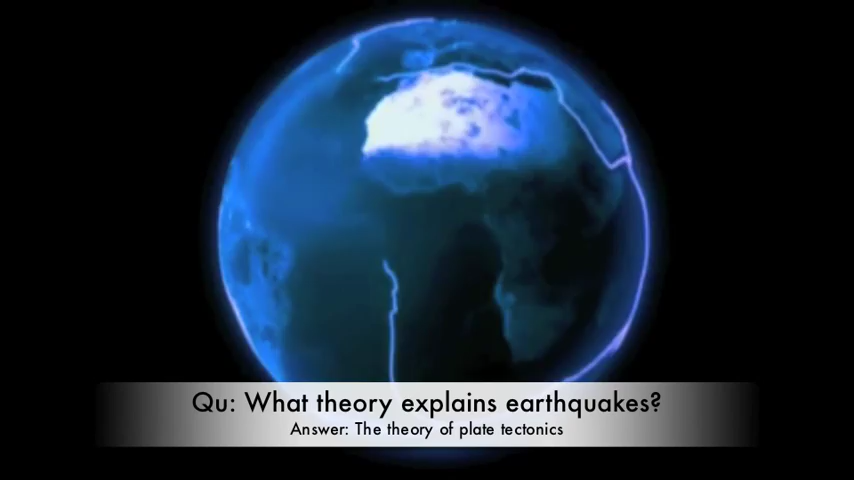 Qu: What theory explains earthquakes?
Answer: The theory of plate tectonics